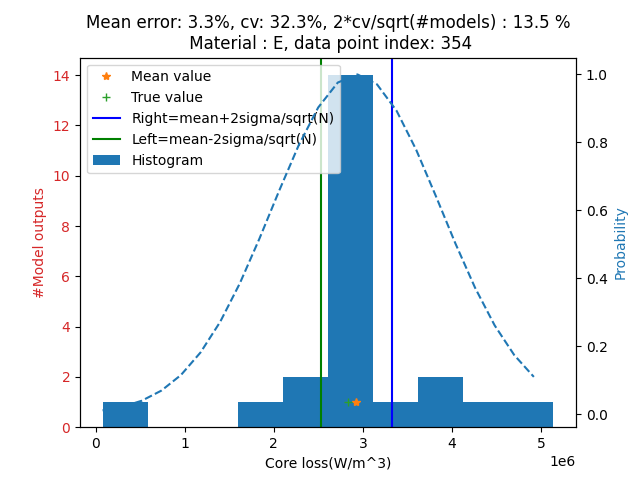 Mean error: 3.3%, cv: 32.3%, 2*cv/sqrt(#models) : 13.5 %
Material : E, data point index: 354
Mean value
True value
Right=mean+2sigma/sqrt(N)
Left=mean-2sigma/sqrt(N)
Histogram
#Model outputs
14
12
10
8
6
4
2
0
1.0
0.8
0.6
0.4
0.2
0.0
Probability
0 1 2 3 4 5
1e6
Core loss(W/m^3)